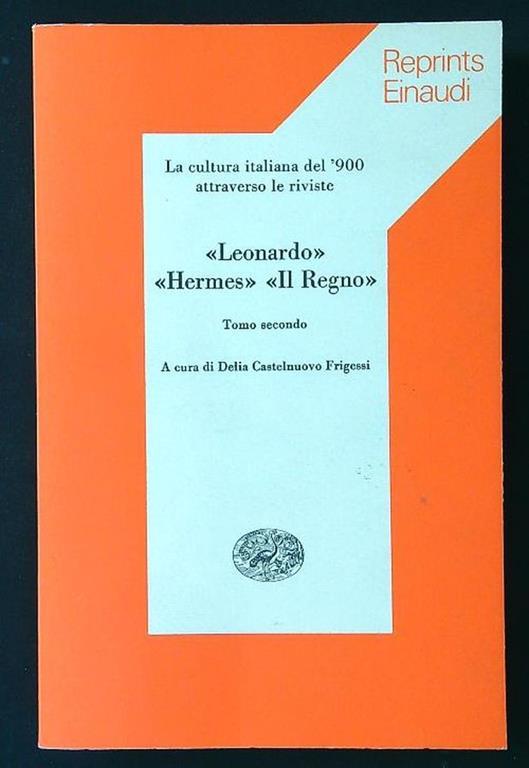 Reprints
Einaudi
La cultura italiana del '900
attraverso le riviste
«Leonardo»
«Hermes» «Il Regno»
Tomo secondo
A cura di Delia Castelnuovo Frigessi